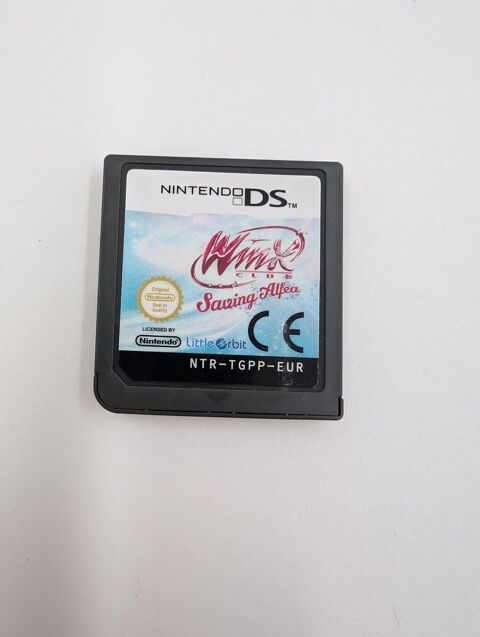 NINTENDO DS™
Winx
CLUB
Saving Alfea
Original
Nintendo
Seal of
Quality
LICENSED BY
Nintendo
Little Orbit
CE
NTR-TGPP-EUR